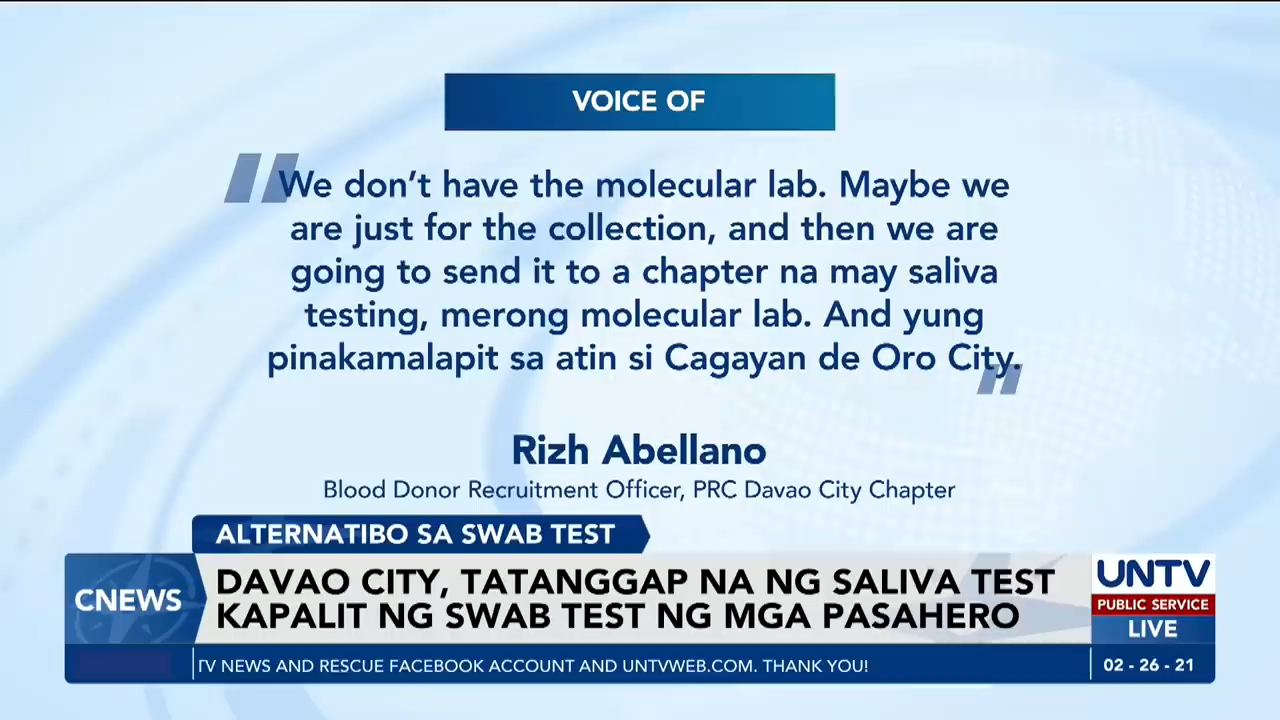 VOICE OF
"We don't have the molecular lab. Maybe we
are just for the collection, and then we are
going to send it to a chapter na may saliva
testing, merong molecular lab. And yung
pinakamalapit sa atin si Cagayan de Oro City."
Rizh Abellano
Blood Donor Recruitment Officer, PRC Davao City Chapter
ALTERNATIBO SA SWAB TEST
CNEWS
DAVAO CITY, TATANGGAP NA NG SALIVA TEST
KAPALIT NG SWAB TEST NG MGA PASAHERO
UNTV
PUBLIC SERVICE
LIVE
TV NEWS AND RESCUE FACEBOOK ACCOUNT AND UNTVWEB.COM. THANK YOU!
02 - 26 - 21